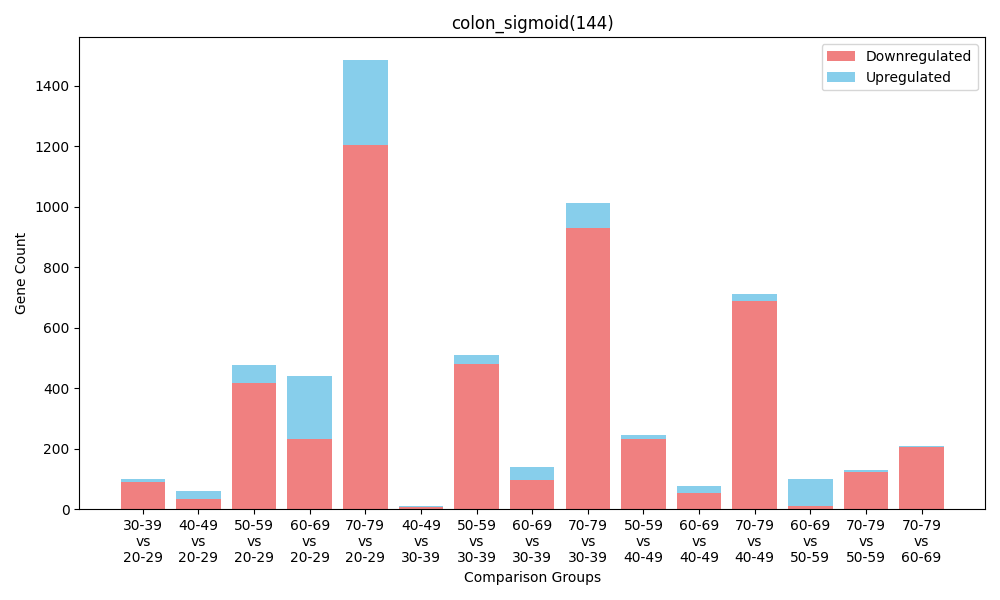 colon_sigmoid(144)
Downregulated
Upregulated
Gene Count
1400
1200
1000
800
600
400
200
0
30-39 40-49 50-59 60-69 70-79 40-49 50-59 60-69 70-79 50-59 60-69 70-79 60-69 70-79 70-79
vs vs vs vs vs vs vs vs vs vs vs vs vs vs vs
20-29 20-29 20-29 20-29 20-29 30-39 30-39 30-39 30-39 40-49 40-49 40-49 50-59 50-59 60-69
Comparison Groups